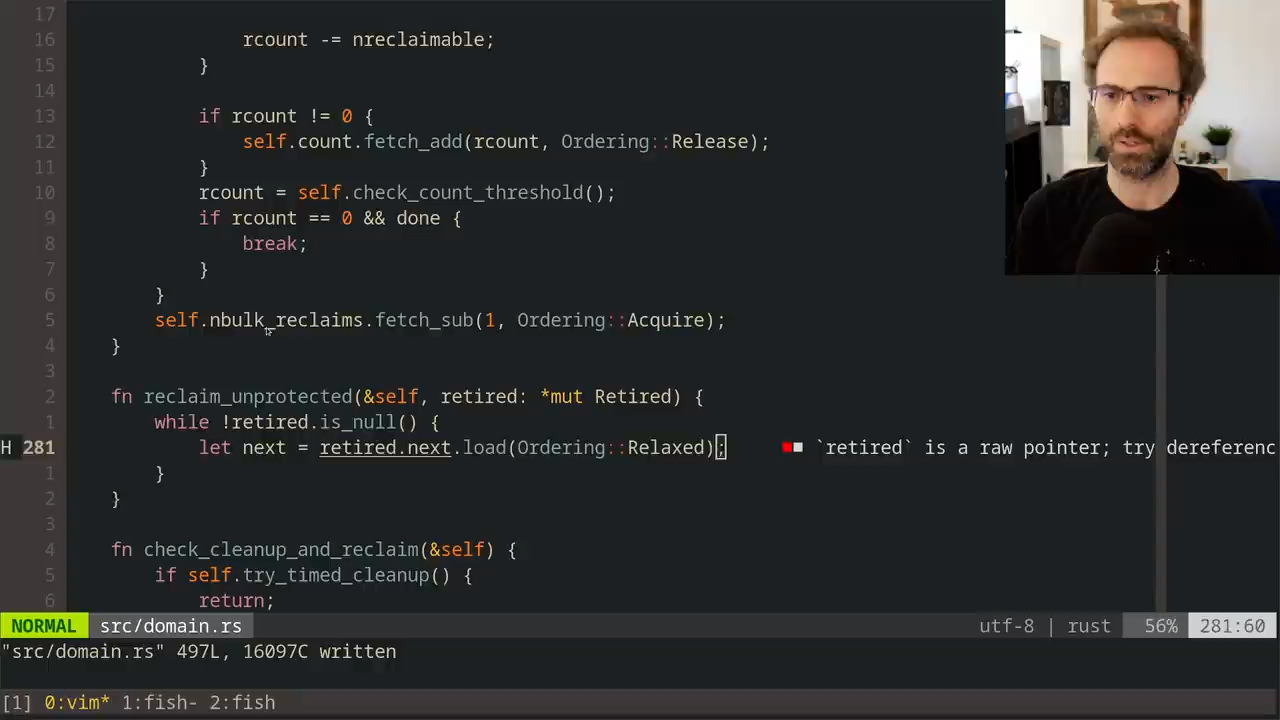 17
16 rcount -= nreclaimable;
15 }
14
13 if rcount != 0 {
12 self.count.fetch_add(rcount, Ordering::Release);
11 }
10 rcount = self.check_count_threshold();
9 if rcount == 0 && done {
8 break;
7 }
6 }
5 self.nbulk_reclaims.fetch_sub(1, Ordering::Acquire);
4 }
3
2 fn reclaim_unprotected(&self, retired: *mut Retired) {
1 while !retired.is_null() {
H 281 let next = retired.next.load(Ordering::Relaxed); `retired` is a raw pointer; try dereferenc
1 }
2 }
3
4 fn check_cleanup_and_reclaim(&self) {
5 if self.try_timed_cleanup() {
6 return;
NORMAL src/domain.rs utf-8 | rust 56% 281:60
"src/domain.rs" 497L, 16097C written
[1] 0:vim* 1:fish- 2:fish